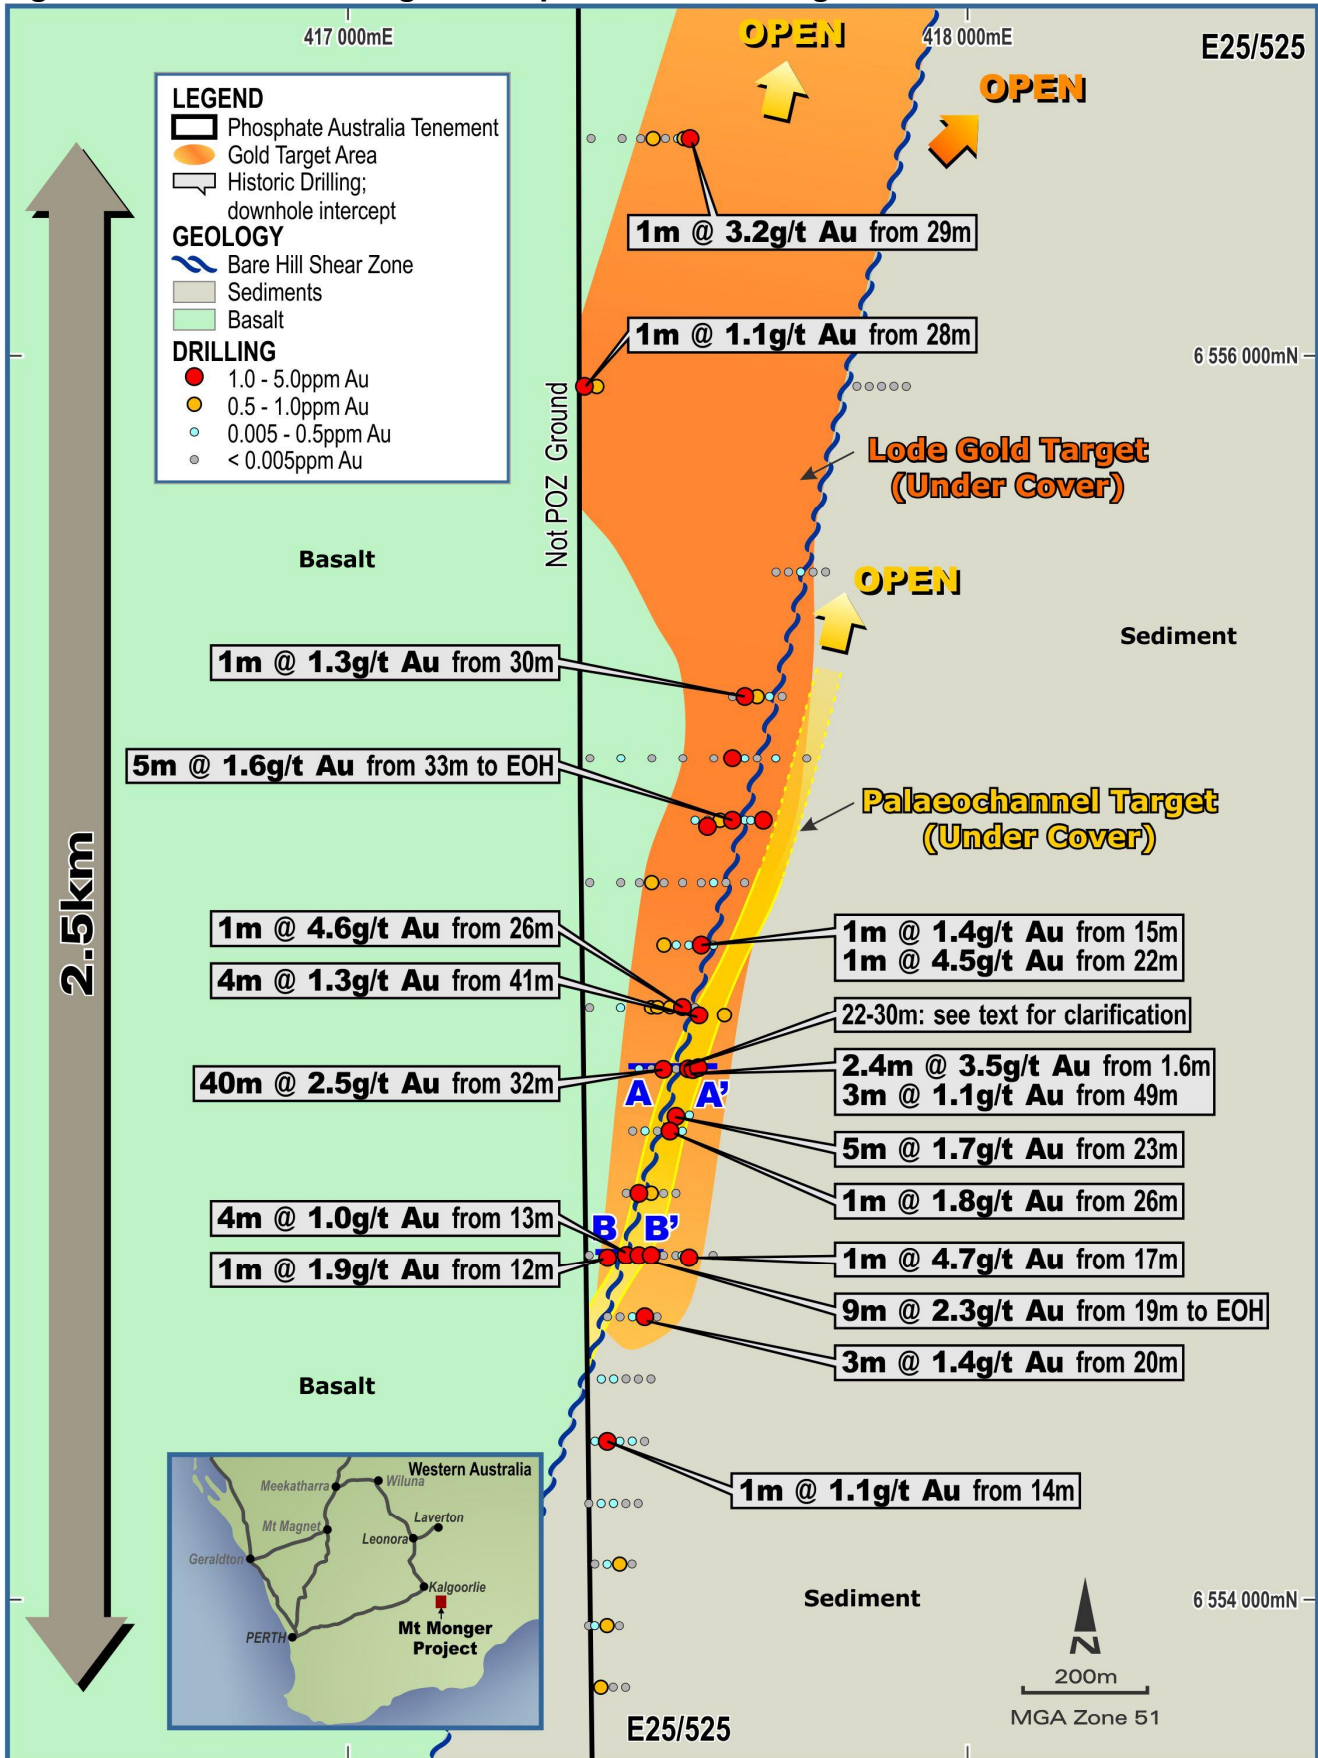 417 000mE
OPEN
418 000mE
E25/525
OPEN
LEGEND
Phosphate Australia Tenement
Gold Target Area
Historic Drilling;
downhole intercept
GEOLOGY
Bare Hill Shear Zone
Sediments
Basalt
DRILLING
1.0 - 5.0ppm Au
0.5 - 1.0ppm Au
0.005 - 0.5ppm Au
< 0.005ppm Au
1m @ 3.2g/t Au from 29m
1m @ 1.1g/t Au from 28m
6 556 000mN
Not POZ Ground
Lode Gold Target
(Under Cover)
Basalt
OPEN
Sediment
1m @ 1.3g/t Au from 30m
5m @ 1.6g/t Au from 33m to EOH
Palaeochannel Target
(Under Cover)
2.5km
1m @ 4.6g/t Au from 26m
1m @ 1.4g/t Au from 15m
1m @ 4.5g/t Au from 22m
4m @ 1.3g/t Au from 41m
22-30m: see text for clarification
40m @ 2.5g/t Au from 32m
A
A’
2.4m @ 3.5g/t Au from 1.6m
3m @ 1.1g/t Au from 49m
5m @ 1.7g/t Au from 23m
1m @ 1.8g/t Au from 26m
4m @ 1.0g/t Au from 13m
B
B’
1m @ 1.9g/t Au from 12m
1m @ 4.7g/t Au from 17m
9m @ 2.3g/t Au from 19m to EOH
3m @ 1.4g/t Au from 20m
Basalt
1m @ 1.1g/t Au from 14m
Western Australia
Meekatharra
Wiluna
Mt Magnet
Laverton
Leonora
Geraldton
Kalgoorlie
Mt Monger
Project
PERTH
Sediment
6 554 000mN
N
200m
MGA Zone 51
E25/525